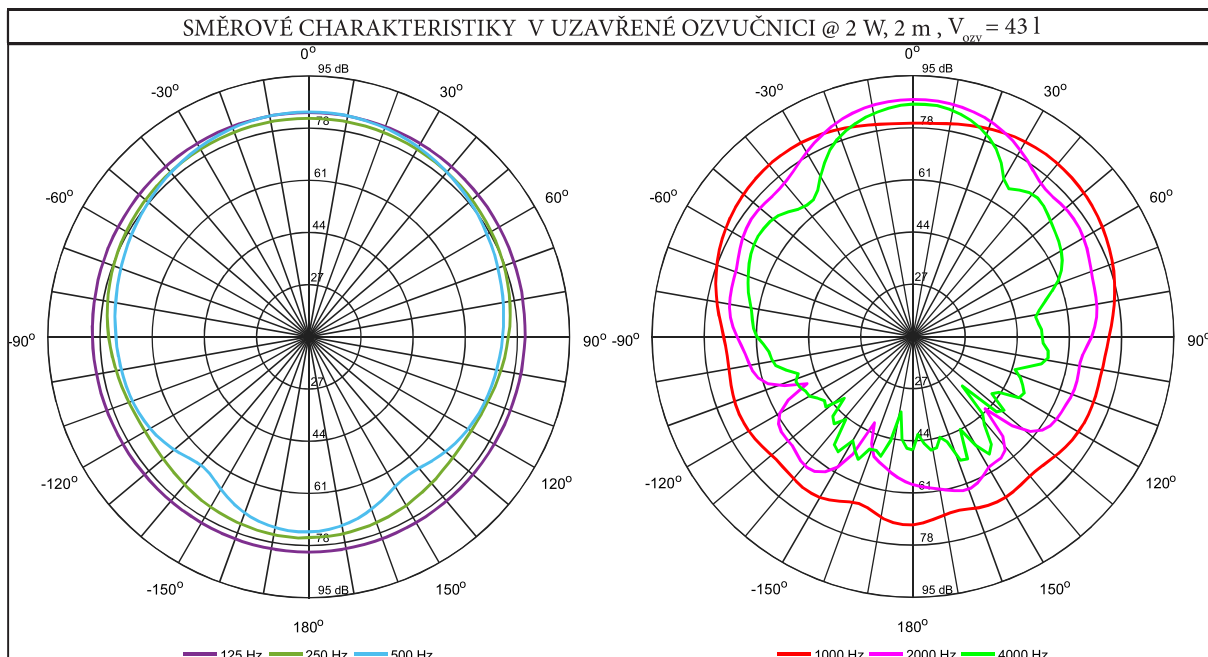 SMĚROVÉ CHARAKTERISTIKY V UZAVŘENÉ OZVUČNICI @ 2 W, 2 m , Vozv = 43 l
0º
95 dB
-30º
30º
78
-60º
60º
61
44
27
-90º
90º
27
44
-120º
120º
61
78
-150º
150º
95 dB
180º
125 Hz 250 Hz 500 Hz
0º
95 dB
-30º
30º
78
-60º
60º
61
44
27
-90º
90º
27
44
-120º
120º
61
78
-150º
150º
95 dB
180º
1000 Hz 2000 Hz 4000 Hz